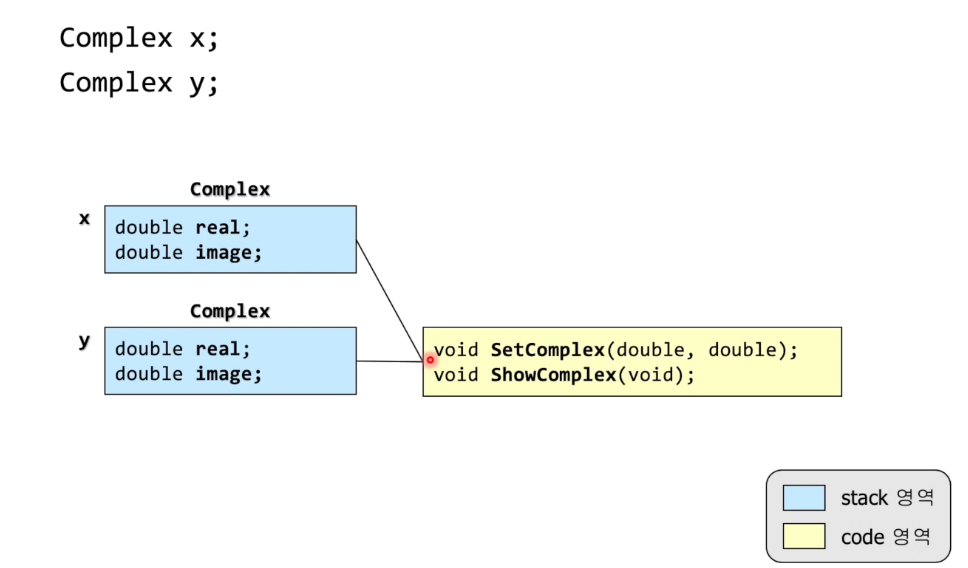 Complex x;
Complex y;
Complex
x
double real;
double image;
Complex
y
double real;
double image;
void SetComplex(double, double);
void ShowComplex(void);
stack 영역
code 영역